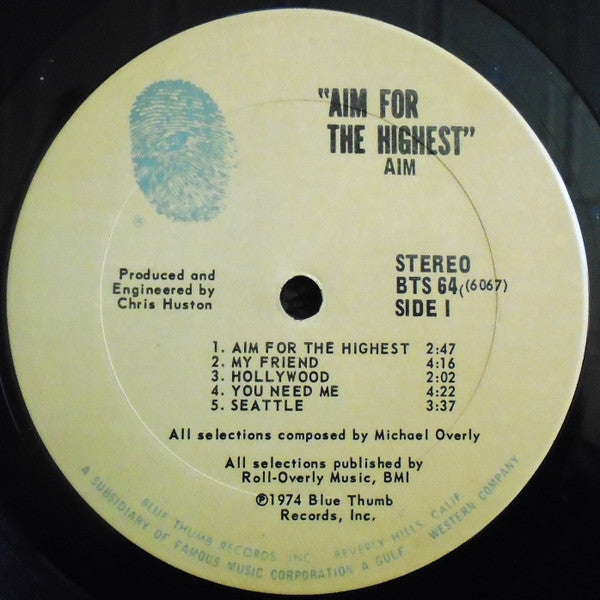 "AIM FOR
THE HIGHEST"
AIM
®
Produced and
Engineered by
Chris Huston
STEREO
BTS 64 (6067)
SIDE 1
1. AIM FOR THE HIGHEST 2:47
2. MY FRIEND 4:16
3. HOLLYWOOD 2:02
4. YOU NEED ME 4:22
5. SEATTLE 3:37
All selections composed by Michael Overly
All selections published by
Roll-Overly Music, BMI
℗1974 Blue Thumb
Records, Inc.
BLUE THUMB RECORDS, INC. BEVERLY HILLS, CALIF.
A SUBSIDIARY OF FAMOUS MUSIC CORPORATION A GULF + WESTERN COMPANY